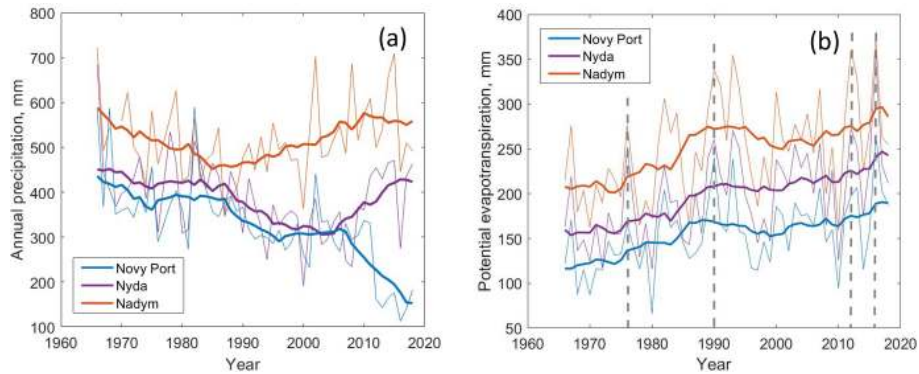 (a)
Annual precipitation, mm
800
700
600
500
400
300
200
100
Novy Port
Nyda
Nadym
1960 1970 1980 1990 2000 2010 2020
Year
(b)
Potential evapotranspiration, mm
400
350
300
250
200
150
100
50
Novy Port
Nyda
Nadym
1960 1970 1980 1990 2000 2010 2020
Year